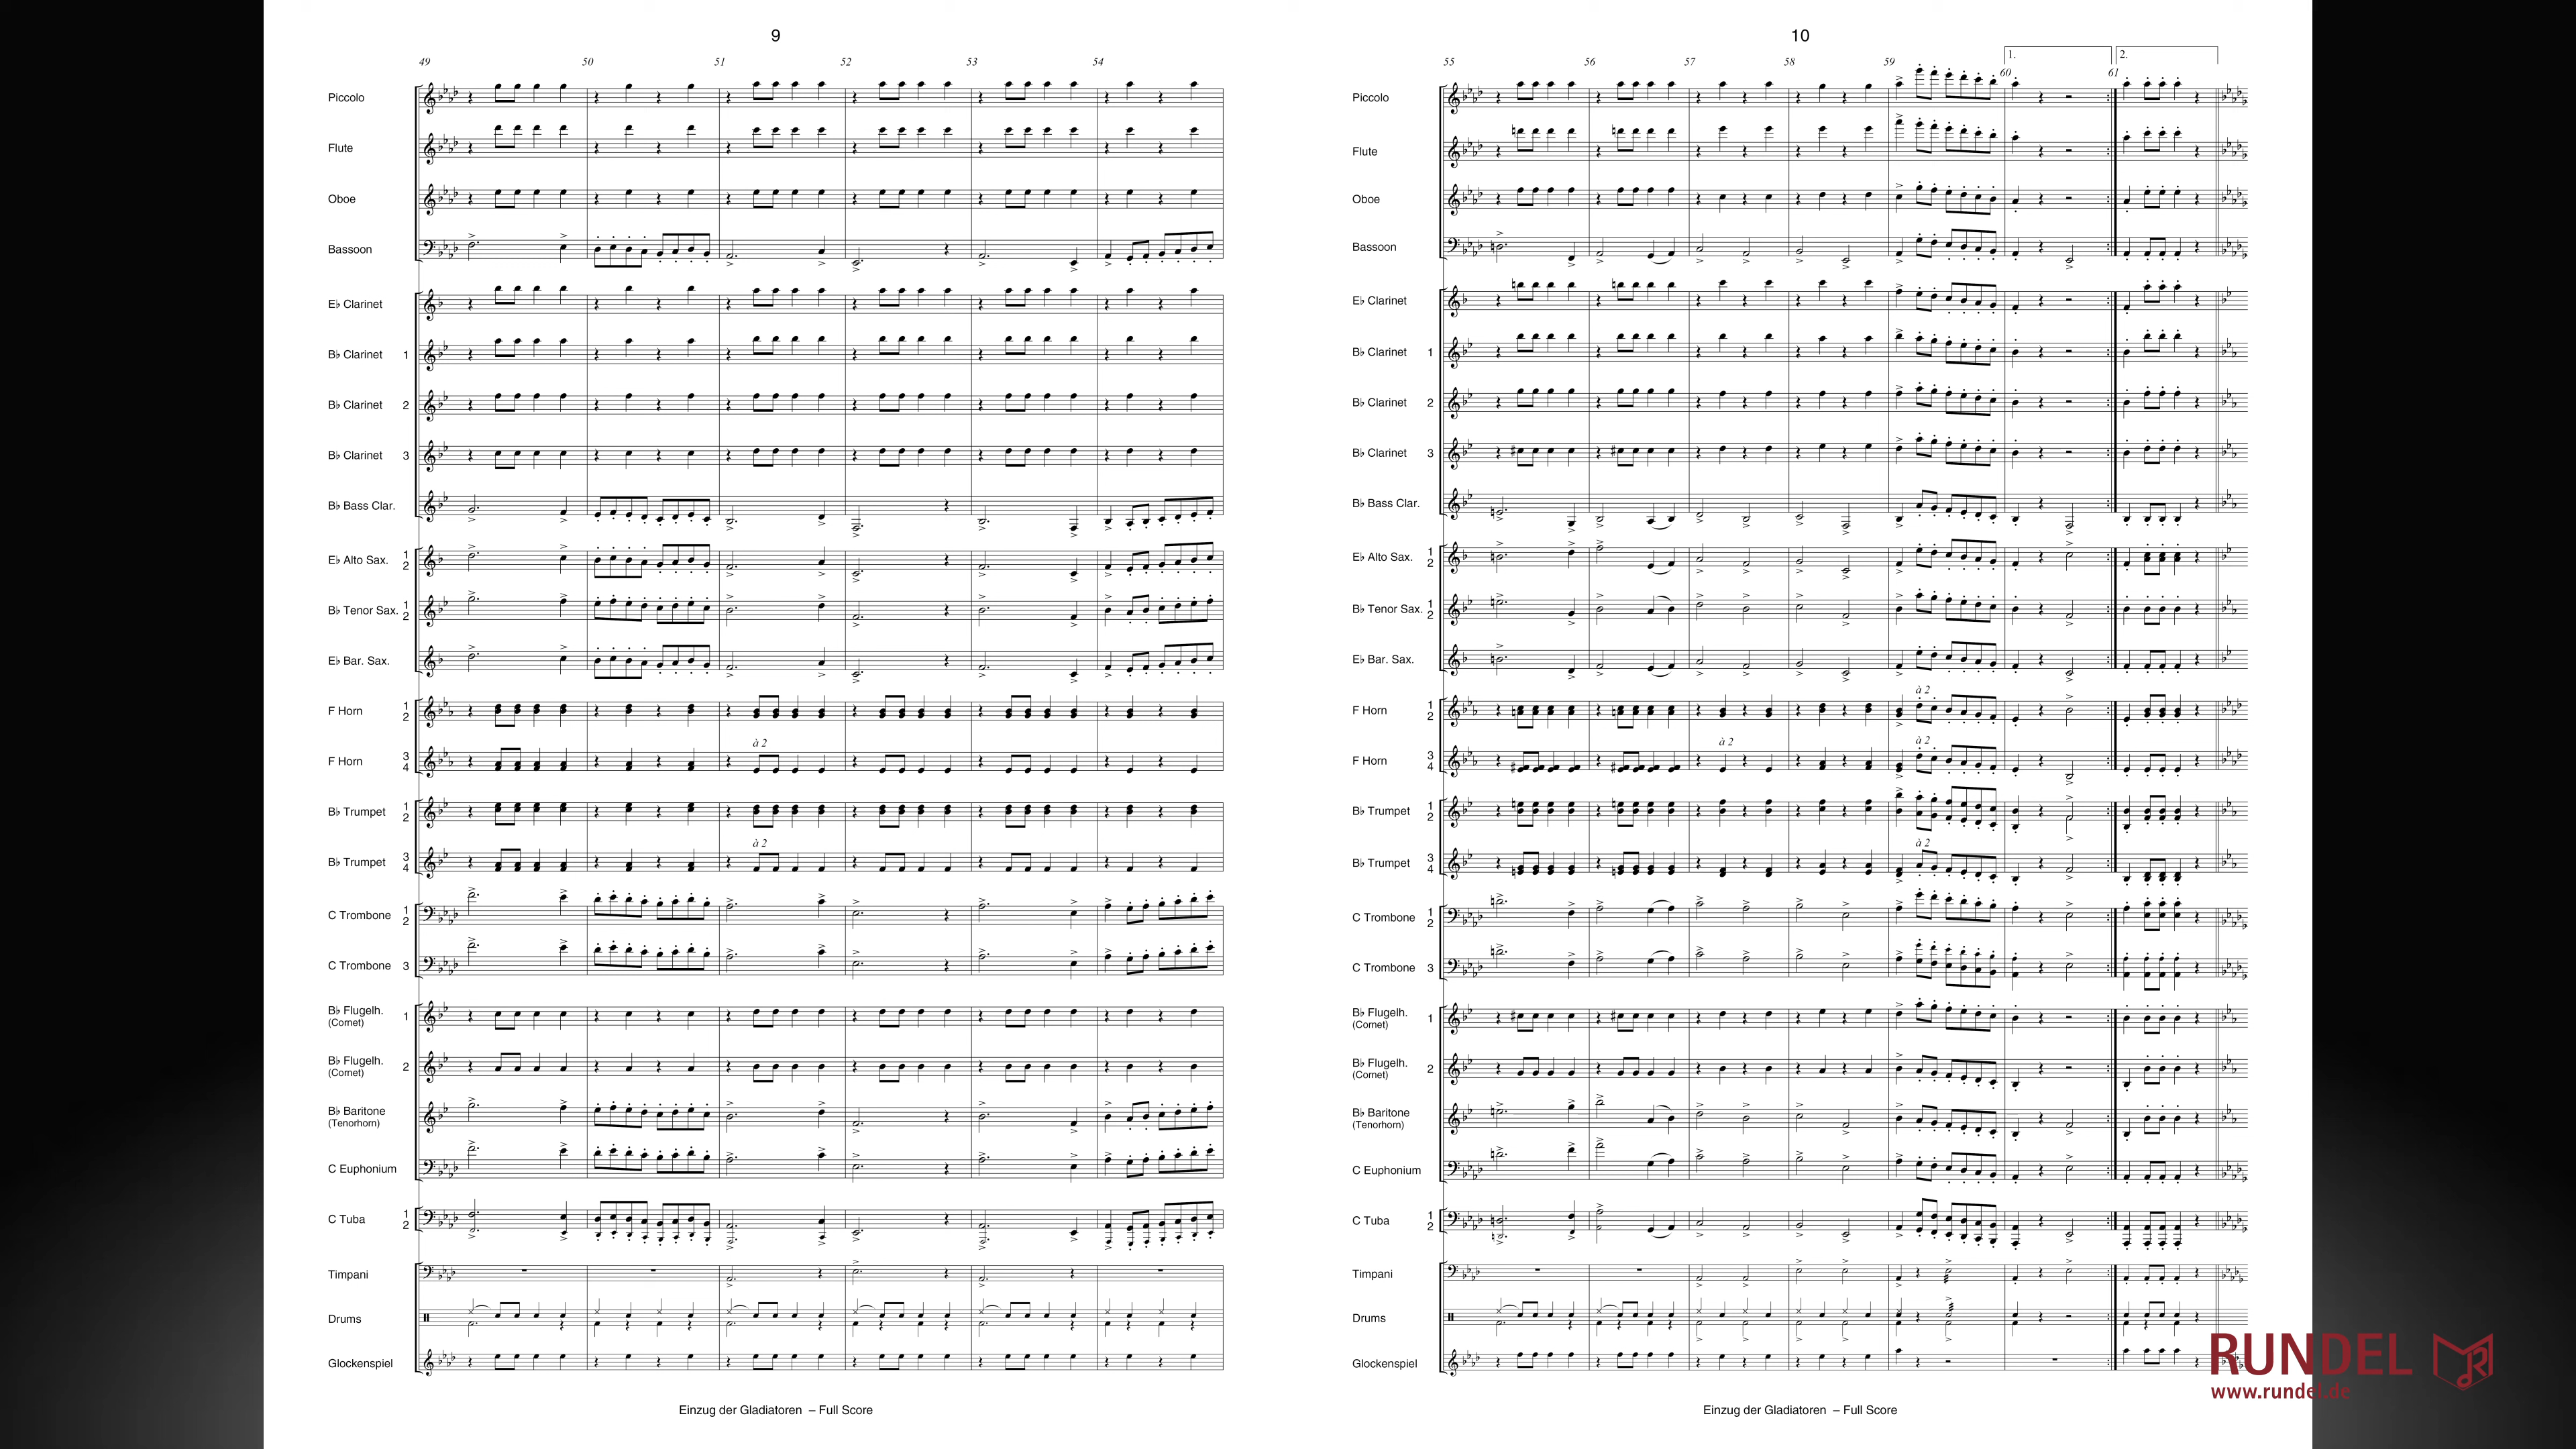 9
49 50 51 52 53 54
Piccolo
Flute
Oboe
Bassoon
E♭ Clarinet
B♭ Clarinet 1
B♭ Clarinet 2
B♭ Clarinet 3
B♭ Bass Clar.
E♭ Alto Sax. 1 2
B♭ Tenor Sax. 1 2
E♭ Bar. Sax.
F Horn 1 2
F Horn 3 4
à 2
B♭ Trumpet 1 2
B♭ Trumpet 3 4
à 2
C Trombone 1 2
C Trombone 3
B♭ Flugelh. 1
(Cornet)
B♭ Flugelh. 2
(Cornet)
B♭ Baritone
(Tenorhorn)
C Euphonium
C Tuba 1 2
Timpani
Drums
Glockenspiel
Einzug der Gladiatoren – Full Score
10
55 56 57 58 59 60 61
1. 2.
Piccolo
Flute
Oboe
Bassoon
E♭ Clarinet
B♭ Clarinet 1
B♭ Clarinet 2
B♭ Clarinet 3
B♭ Bass Clar.
E♭ Alto Sax. 1 2
B♭ Tenor Sax. 1 2
E♭ Bar. Sax.
à 2
F Horn 1 2
à 2 à 2
F Horn 3 4
B♭ Trumpet 1 2
à 2
B♭ Trumpet 3 4
C Trombone 1 2
C Trombone 3
B♭ Flugelh. 1
(Cornet)
B♭ Flugelh. 2
(Cornet)
B♭ Baritone
(Tenorhorn)
C Euphonium
C Tuba 1 2
Timpani
Drums
Glockenspiel
Einzug der Gladiatoren – Full Score
RUNDEL
www.rundel.de